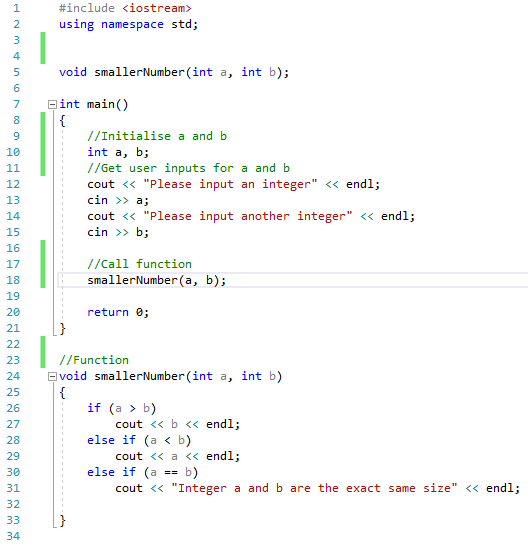 1 #include <iostream>
2 using namespace std;
3
4
5 void smallerNumber(int a, int b);
6
7 int main()
8 {
9 //Initialise a and b
10 int a, b;
11 //Get user inputs for a and b
12 cout << "Please input an integer" << endl;
13 cin >> a;
14 cout << "Please input another integer" << endl;
15 cin >> b;
16
17 //Call function
18 smallerNumber(a, b);
19
20 return 0;
21 }
22
23 //Function
24 void smallerNumber(int a, int b)
25 {
26 if (a > b)
27 cout << b << endl;
28 else if (a < b)
29 cout << a << endl;
30 else if (a == b)
31 cout << "Integer a and b are the exact same size" << endl;
32
33 }
34